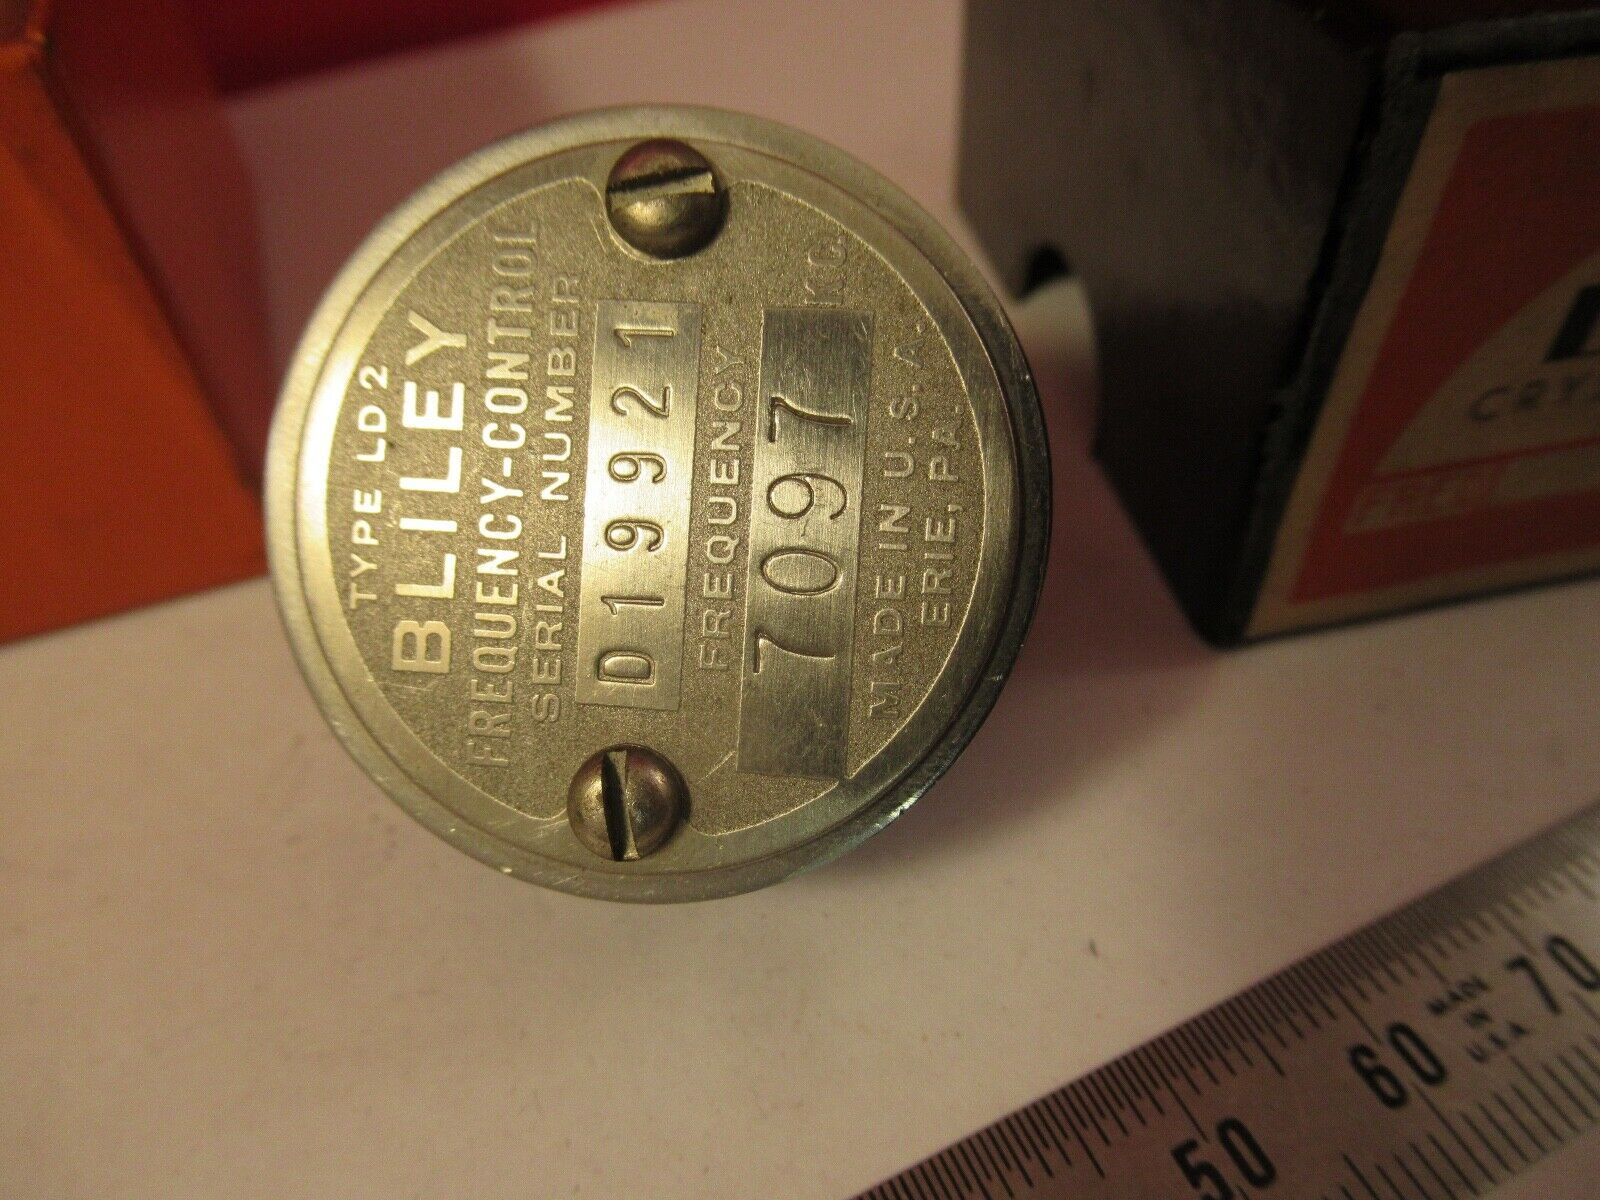 TYPE LD2
BLILEY
FREQUENCY-CONTROL
SERIAL NUMBER
D19921
FREQUENCY
7097 KC.
MADE IN U.S.A.
ERIE, PA.
50 60 70
MADE
IN
U.S.A.